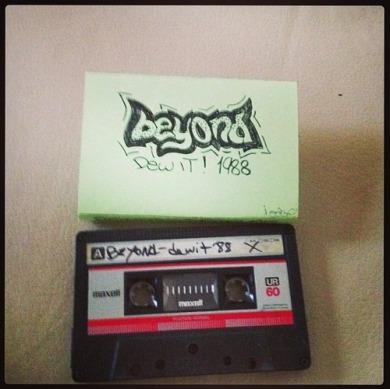 beyond
DEW IT! 1988
A BEYOND-dewit '88
maxell
maxell
UR
60